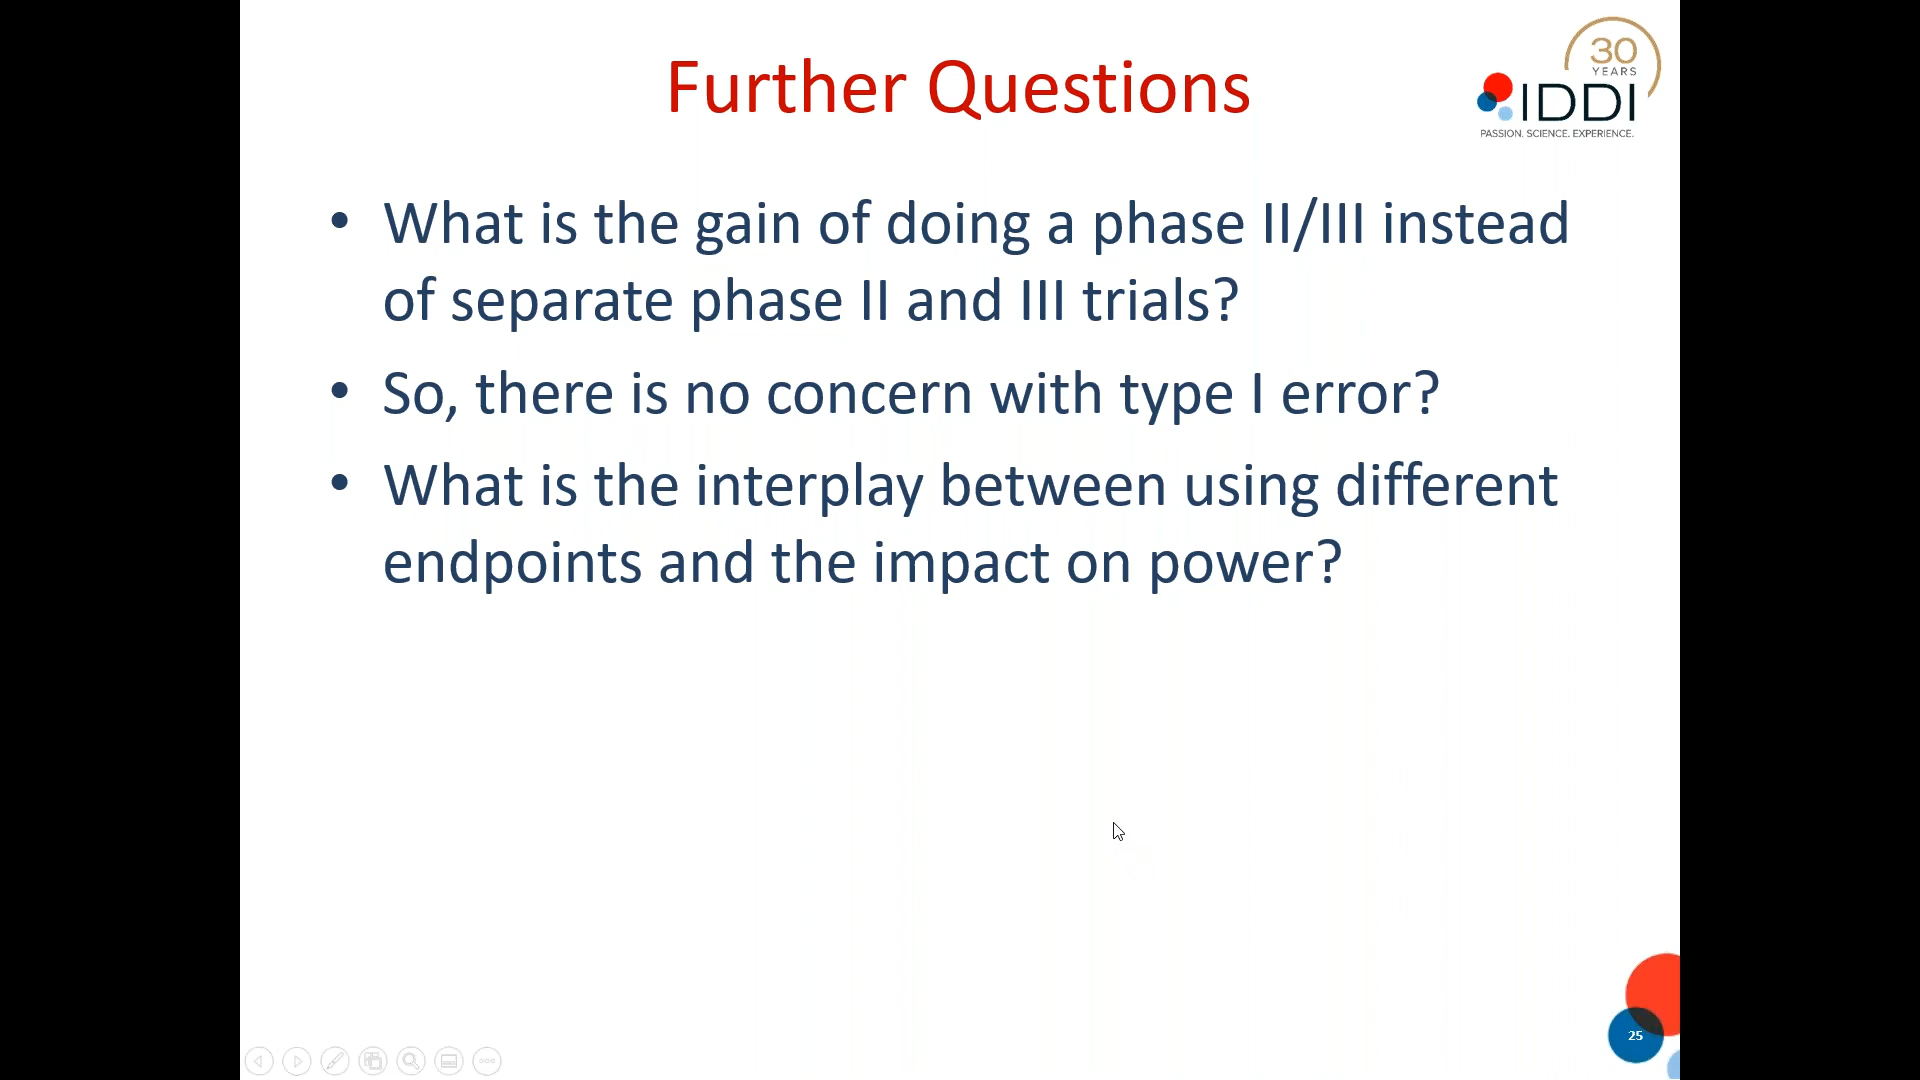 Further Questions
30
YEARS
IDDI
PASSION. SCIENCE. EXPERIENCE.
• What is the gain of doing a phase II/III instead
of separate phase II and III trials?
• So, there is no concern with type I error?
• What is the interplay between using different
endpoints and the impact on power?
25